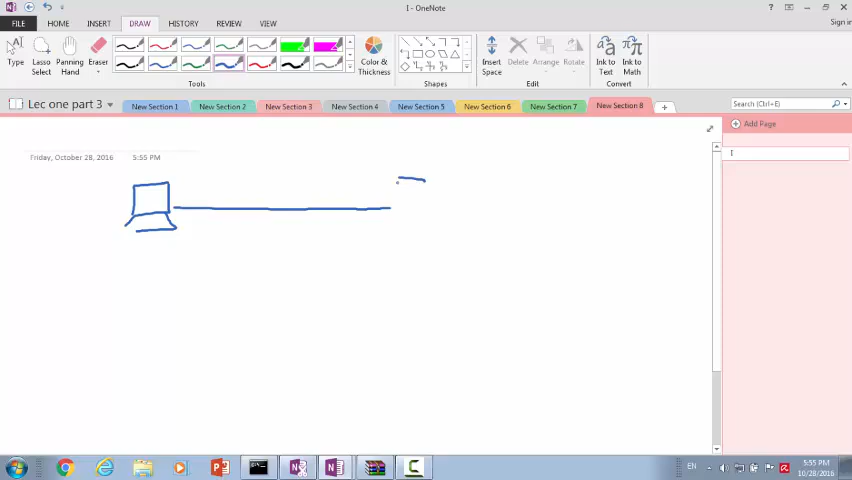 I - OneNote
?
Sign in
FILE HOME INSERT DRAW HISTORY REVIEW VIEW
Type
Lasso Select
Panning Hand
Eraser
Color & Thickness
Insert Space
Delete
Arrange
Rotate
Ink to Text
Ink to Math
Tools Shapes Edit Convert
Lec one part 3
New Section 1 New Section 2 New Section 3 New Section 4 New Section 5 New Section 6 New Section 7 New Section 8
Search (Ctrl+E)
Add Page
I
Friday, October 28, 2016 5:55 PM
EN
5:55 PM
10/28/2016